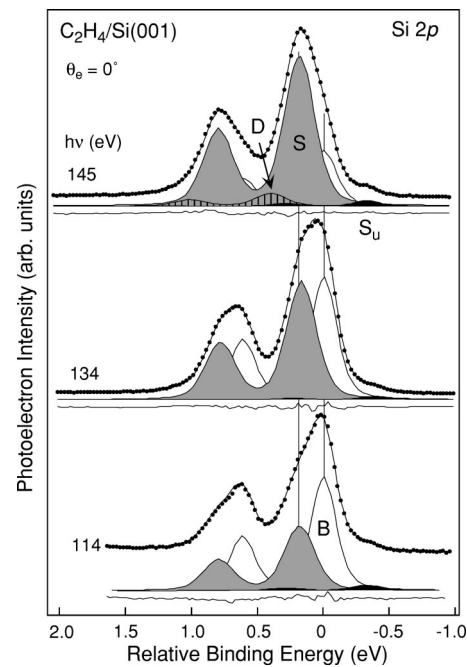 C₂H₄/Si(001)
Si 2p
θₑ = 0°
hν (eV)
145
D
S
Sᵤ
134
114
B
Photoelectron Intensity (arb. units)
2.0 1.5 1.0 0.5 0 -0.5 -1.0
Relative Binding Energy (eV)